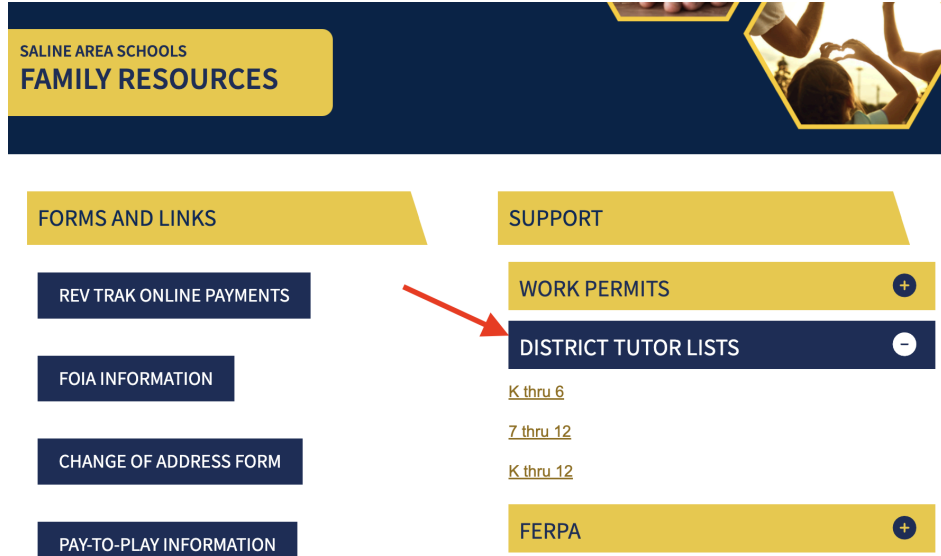 SALINE AREA SCHOOLS
FAMILY RESOURCES
FORMS AND LINKS
REV TRAK ONLINE PAYMENTS
FOIA INFORMATION
CHANGE OF ADDRESS FORM
PAY-TO-PLAY INFORMATION
SUPPORT
WORK PERMITS
DISTRICT TUTOR LISTS
K thru 6
7 thru 12
K thru 12
FERPA